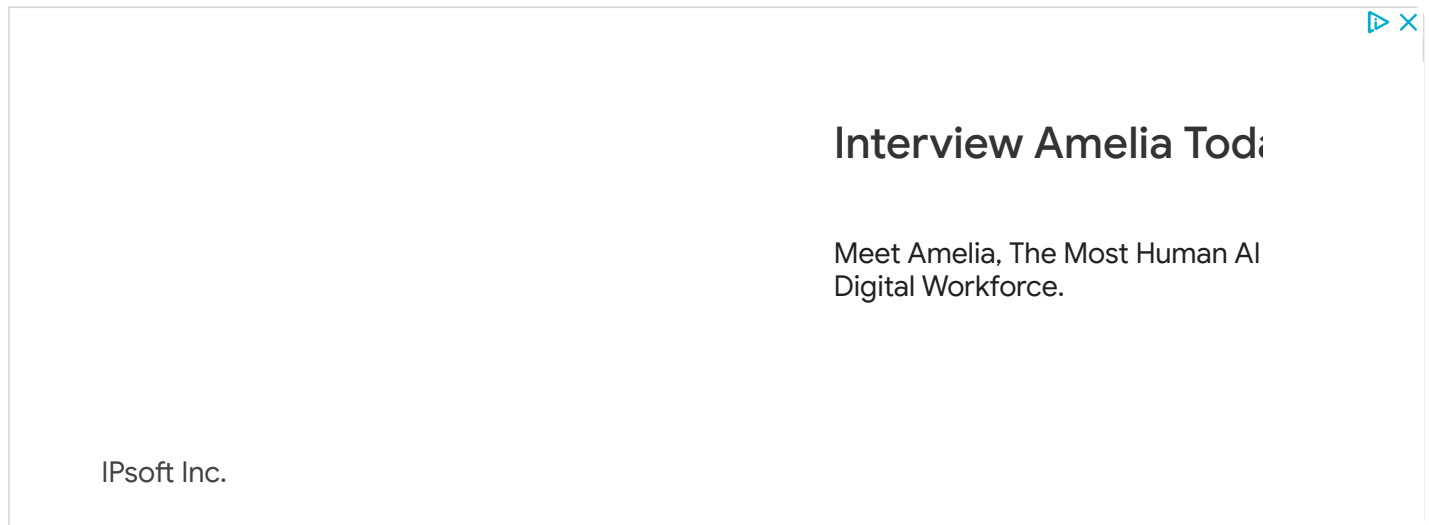 Interview Amelia Tod
Meet Amelia, The Most Human AI
Digital Workforce.
IPsoft Inc.